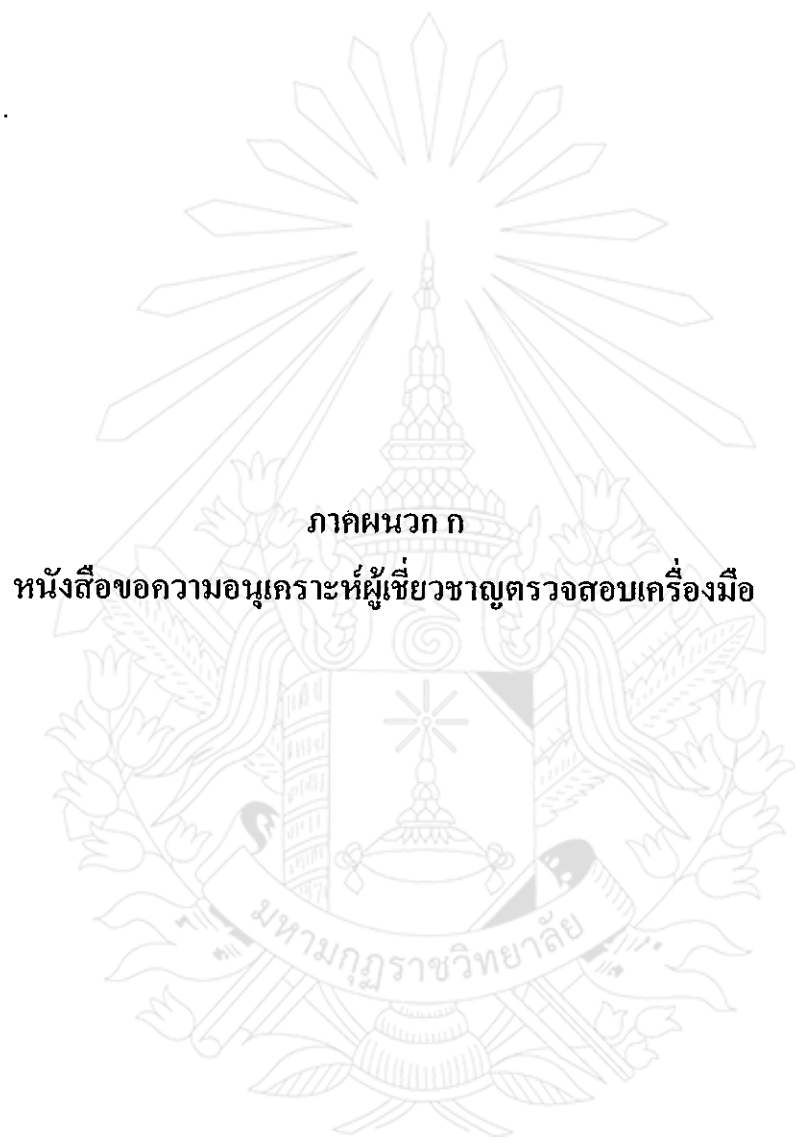 ภาคผนวก ก
หนังสือขอความอนุเคราะห์ผู้เชี่ยวชาญตรวจสอบเครื่องมือ
มหามกุฏราชวิทยาลัย